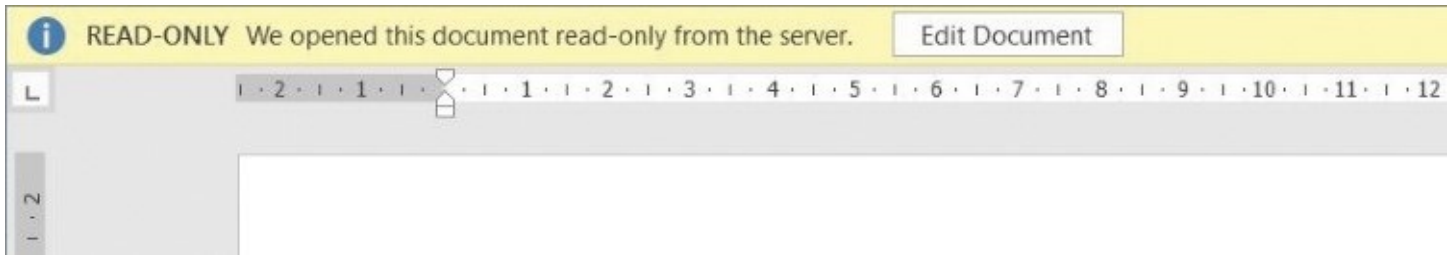 READ-ONLY We opened this document read-only from the server. Edit Document
2 1 1 2 3 4 5 6 7 8 9 10 11 12
2